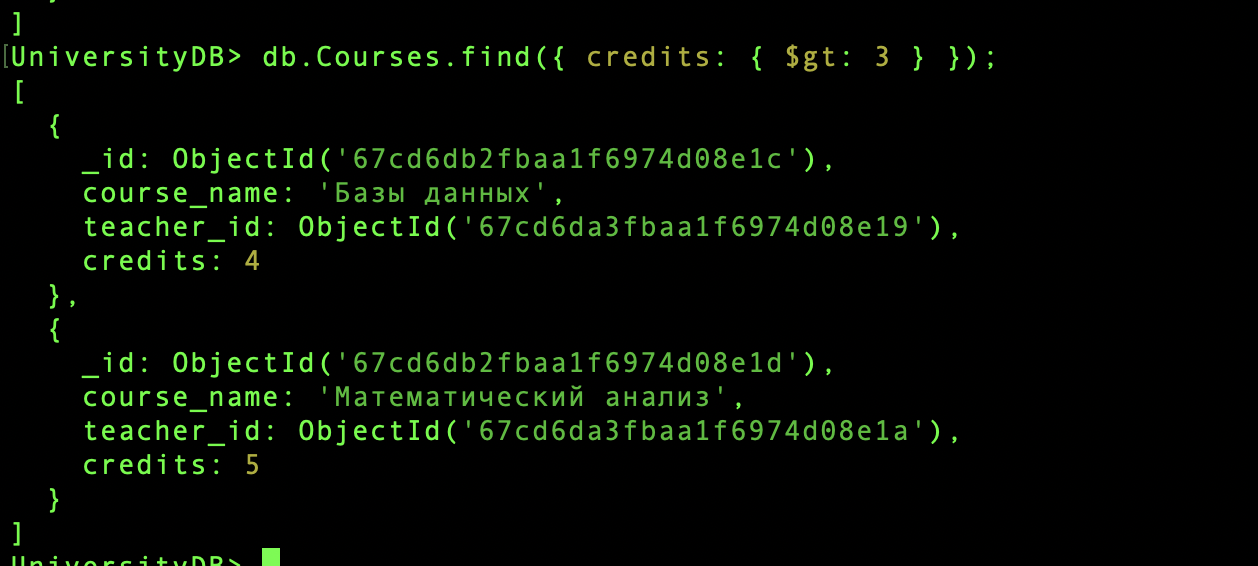 ]
UniversityDB> db.Courses.find({ credits: { $gt: 3 } });
[
  {
    _id: ObjectId('67cd6db2fbaa1f6974d08e1c'),
    course_name: 'Базы данных',
    teacher_id: ObjectId('67cd6da3fbaa1f6974d08e19'),
    credits: 4
  },
  {
    _id: ObjectId('67cd6db2fbaa1f6974d08e1d'),
    course_name: 'Математический анализ',
    teacher_id: ObjectId('67cd6da3fbaa1f6974d08e1a'),
    credits: 5
  }
]
UniversityDB>